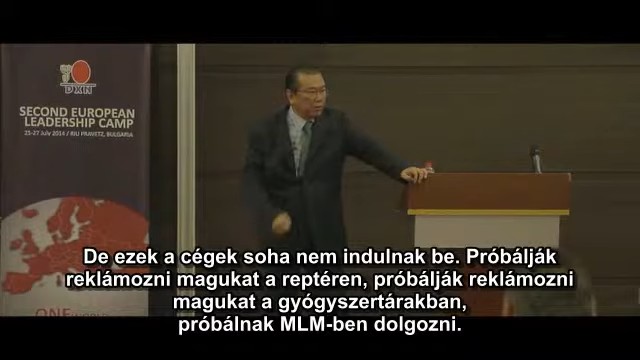 DXN
SECOND EUROPEAN
LEADERSHIP CAMP
25-27 July 2014 / RIU PRAVETZ, BULGARIA
ONE
De ezek a cégek soha nem indulnak be. Próbálják
reklámozni magukat a reptéren, próbálják reklámozni
magukat a gyógyszertárakban,
próbálnak MLM-ben dolgozni.